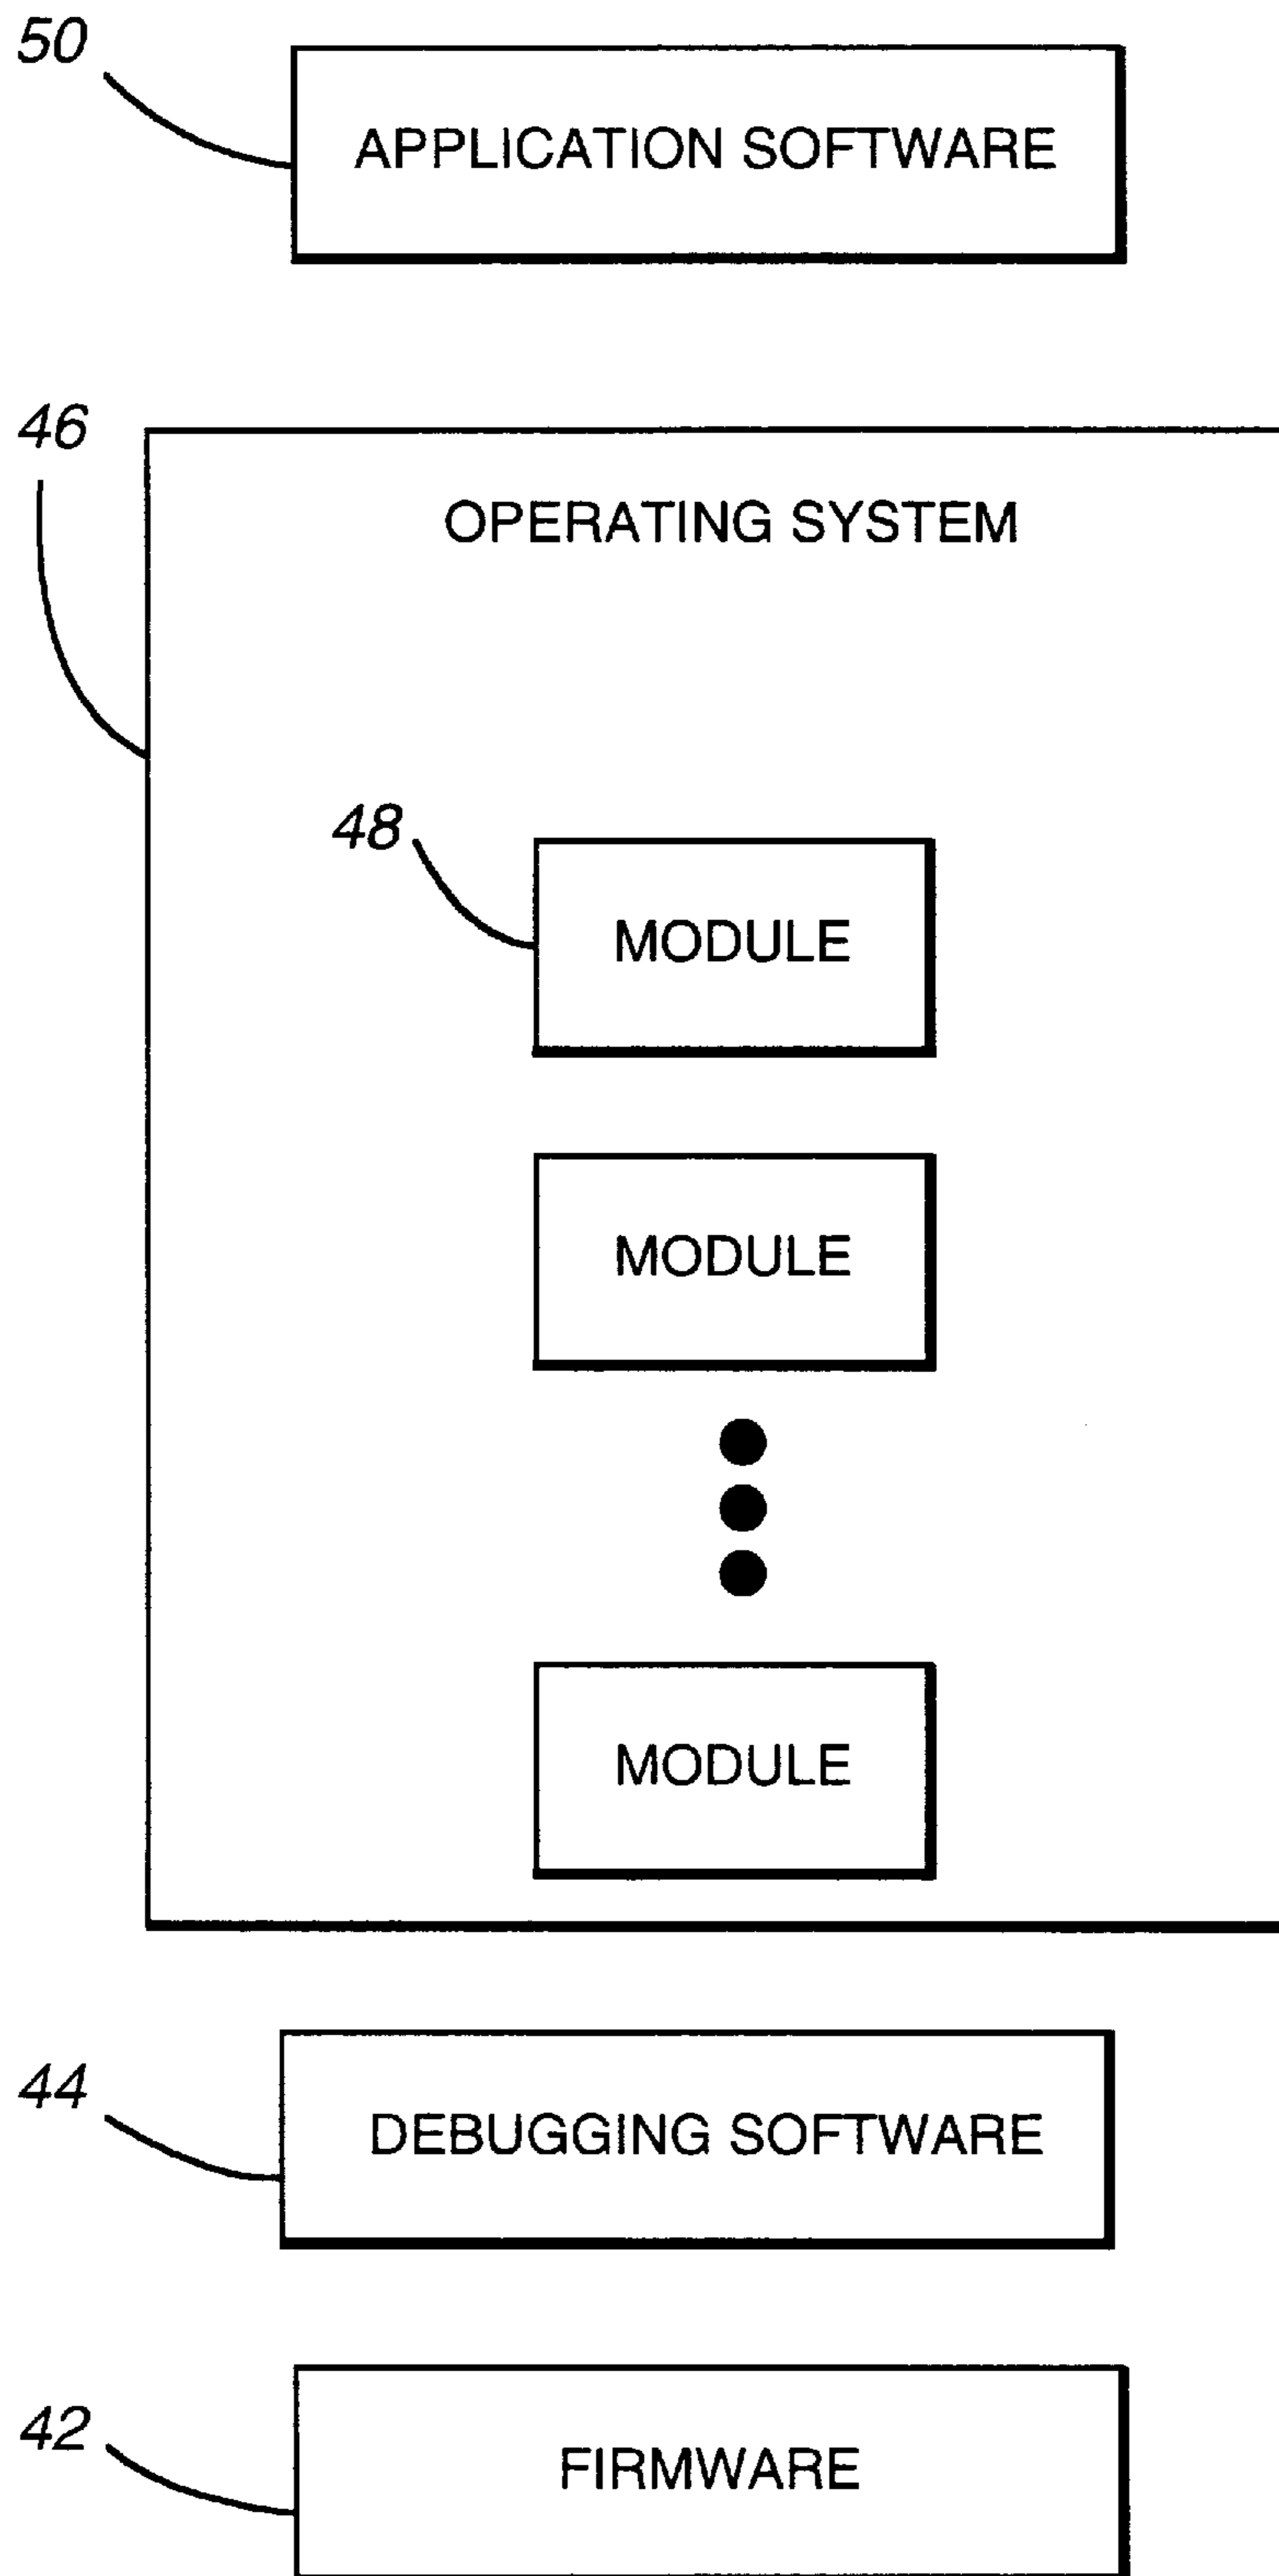 50
APPLICATION SOFTWARE
46
OPERATING SYSTEM
48
MODULE
MODULE
MODULE
44
DEBUGGING SOFTWARE
42
FIRMWARE